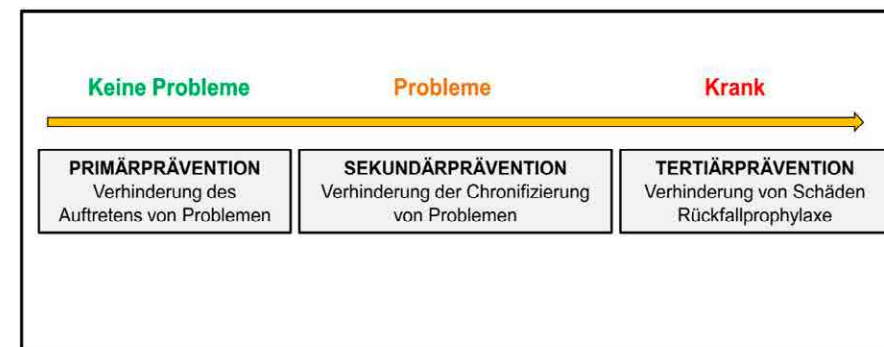 Keine Probleme
Probleme
Krank
PRIMÄRPRÄVENTION
Verhinderung des
Auftretens von Problemen
SEKUNDÄRPRÄVENTION
Verhinderung der Chronifizierung
von Problemen
TERTIÄRPRÄVENTION
Verhinderung von Schäden
Rückfallprophylaxe